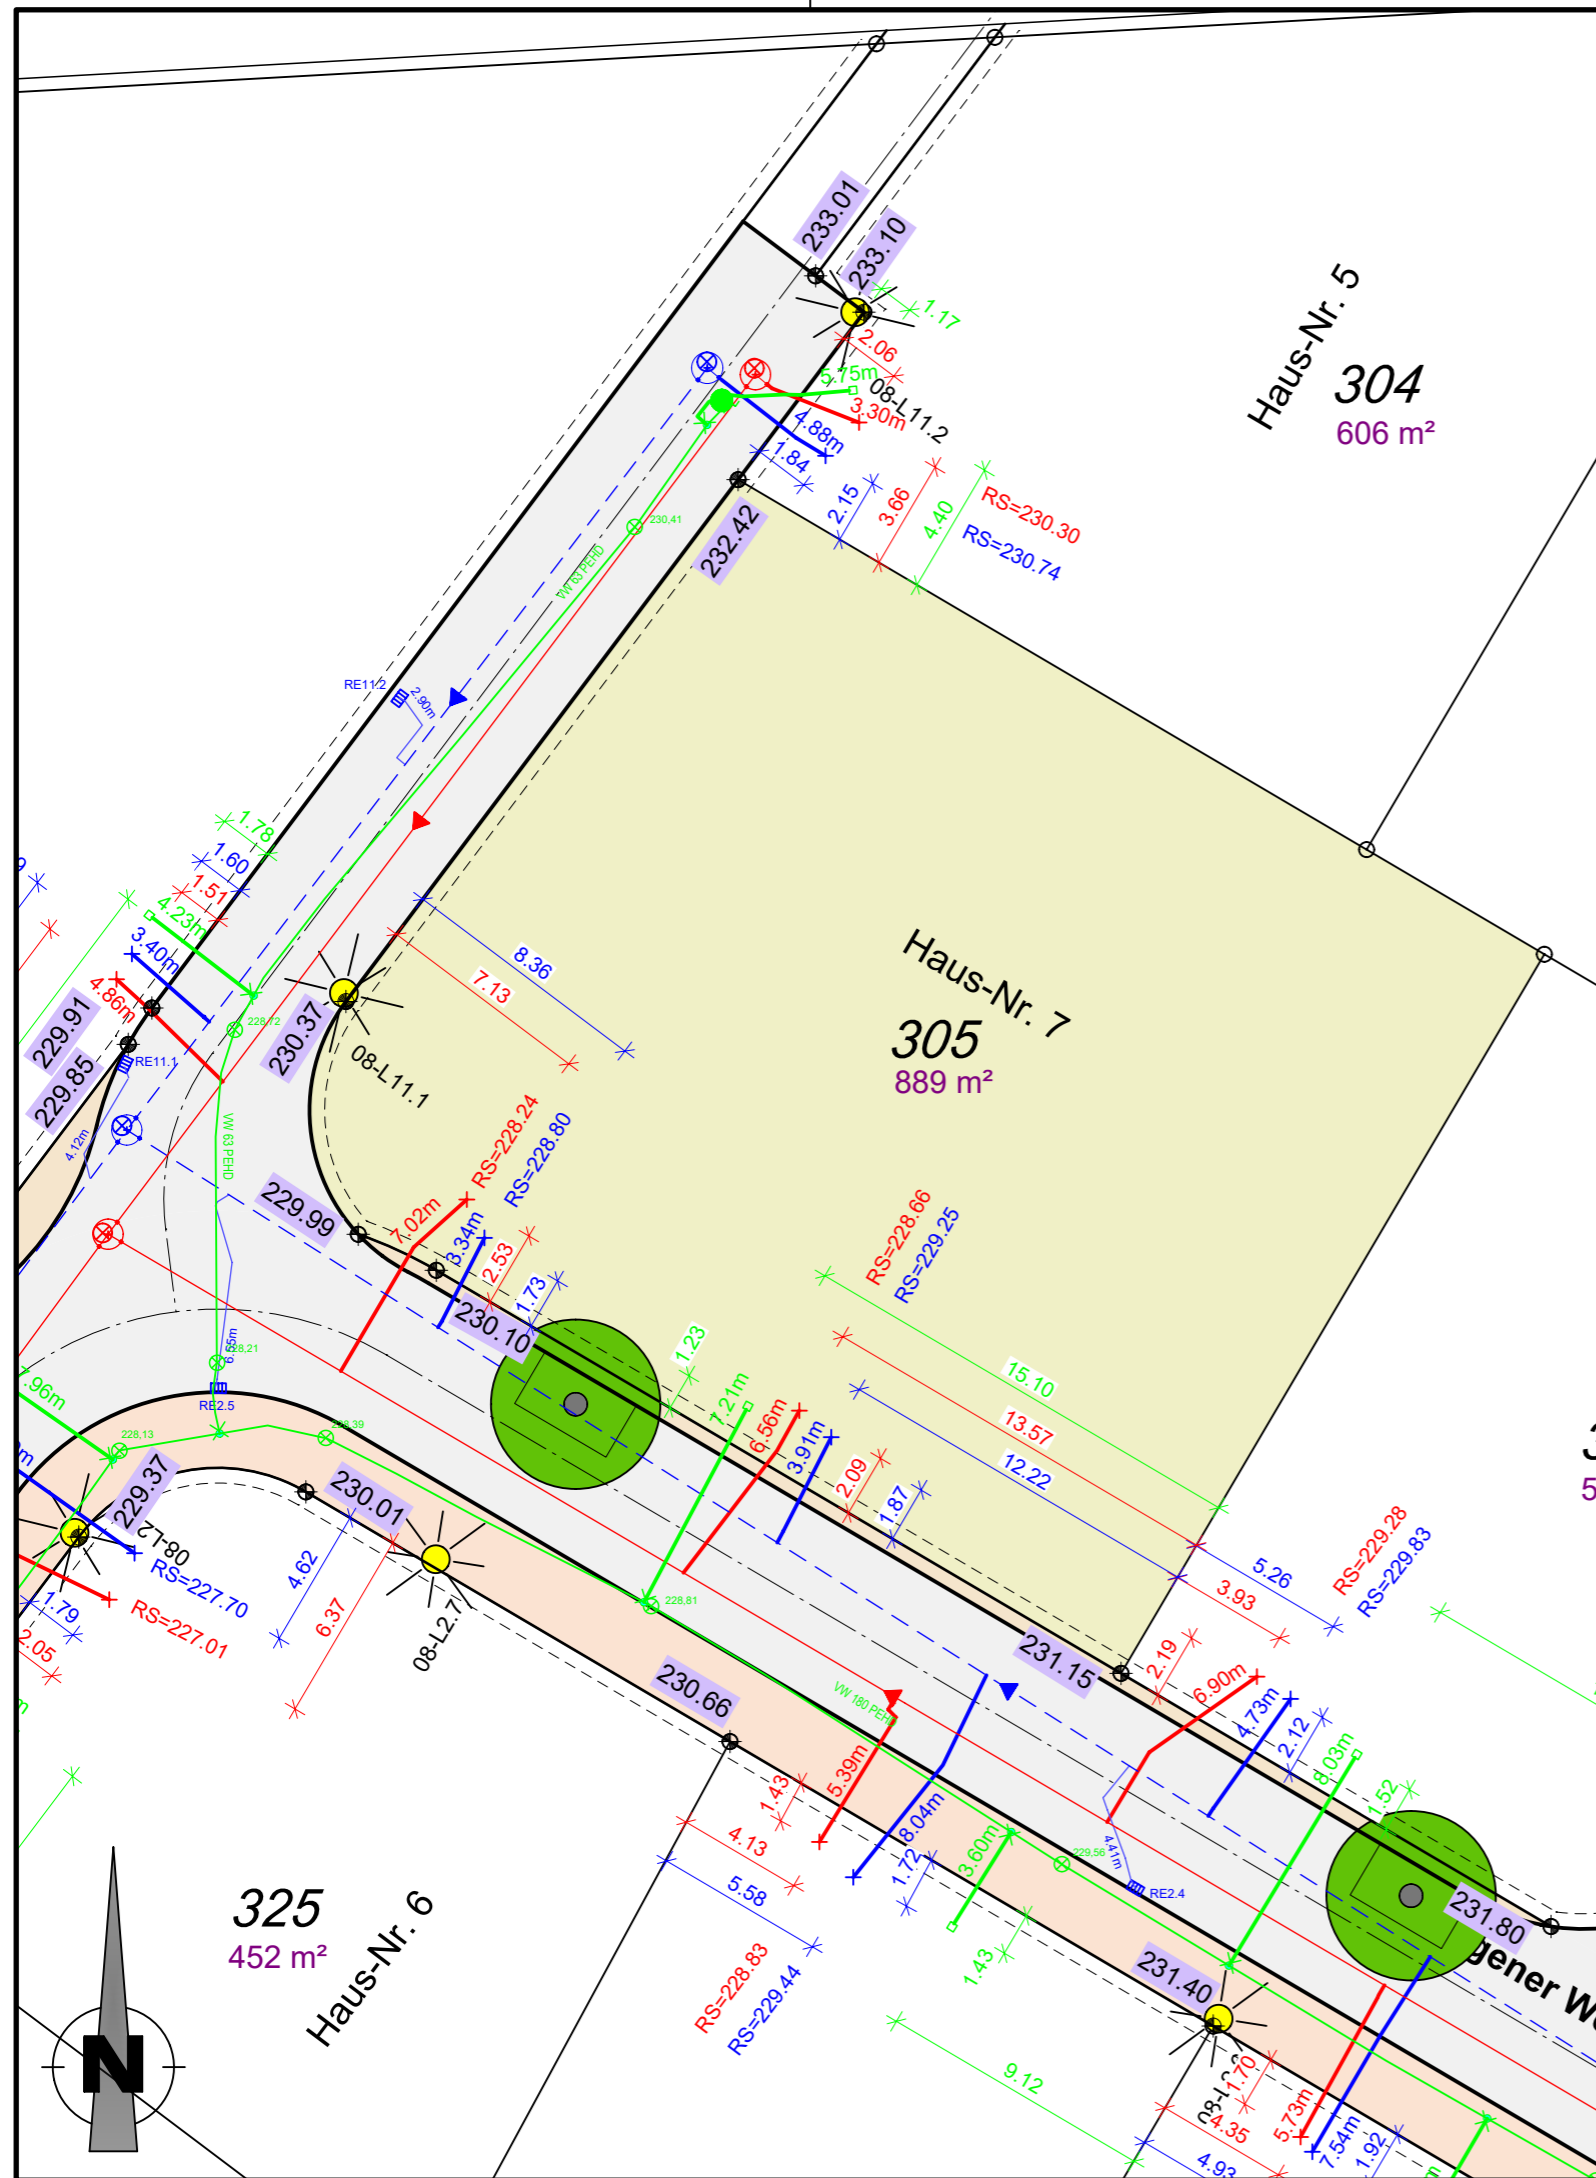 233.01
233.10
1.17
2.06
5.75m
08-L11.2
3.30m
4.88m
1.84
2.15
3.66
4.40
RS=230.30
RS=230.74
Haus-Nr. 5
304
606 m²
232.42
230,41
VW 63 PEHD
RE11.2
2.90m
1.78
1.60
1.51
4.23m
3.40m
4.86m
229.91
229.85
RE11.1
228,72
4.12m
VW 63 PEHD
230.37
08-L11.1
8.36
7.13
Haus-Nr. 7
305
889 m²
RS=228.24
RS=228.80
229.99
7.02m
3.34m
2.53
1.73
230.10
RS=228.66
RS=229.25
1.23
7.21m
6.56m
3.91m
2.09
1.87
15.10
13.57
12.22
5.26
3.93
RS=229.28
RS=229.83
6.55m
RE2.5
228,13
228,39
229.37
230.01
RS=227.70
RS=227.01
1.79
2.05
4.62
6.37
08-L2.7
228,81
230.66
VW 180 PEHD
231.15
2.19
6.90m
4.73m
2.12
8.03m
1.52
5.39m
1.43
4.13
5.58
8.04m
1.72
3.60m
1.43
229,56
4.41m
RE2.4
RS=228.83
RS=229.44
231.80
231.40
9.12
1.70
4.35
4.93
5.73m
7.54m
1.92
325
452 m²
Haus-Nr. 6
N